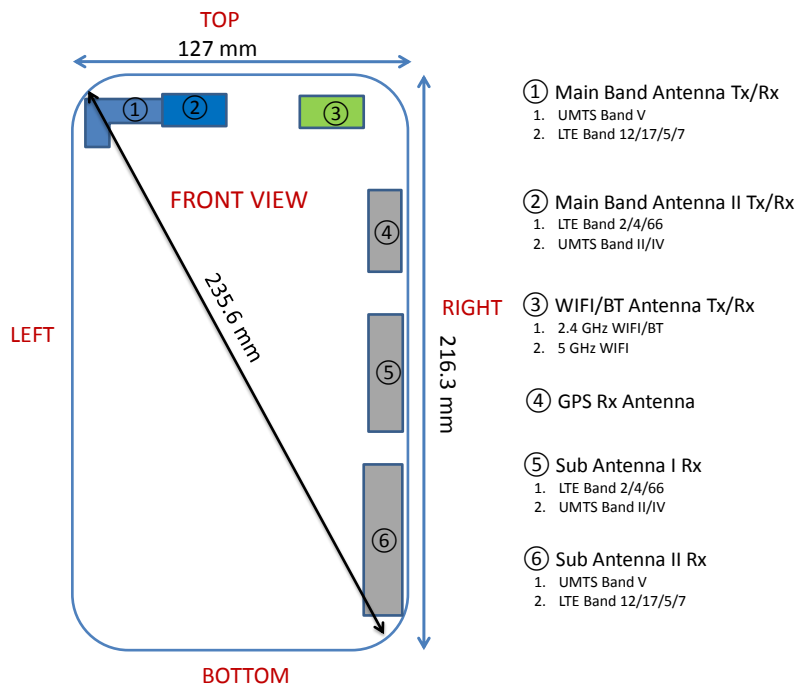 TOP
127 mm
① ② ③
FRONT VIEW
④
235.6 mm
LEFT
RIGHT
216.3 mm
⑤
⑥
BOTTOM
① Main Band Antenna Tx/Rx
1. UMTS Band V
2. LTE Band 12/17/5/7
② Main Band Antenna II Tx/Rx
1. LTE Band 2/4/66
2. UMTS Band II/IV
③ WIFI/BT Antenna Tx/Rx
1. 2.4 GHz WIFI/BT
2. 5 GHz WIFI
④ GPS Rx Antenna
⑤ Sub Antenna I Rx
1. LTE Band 2/4/66
2. UMTS Band II/IV
⑥ Sub Antenna II Rx
1. UMTS Band V
2. LTE Band 12/17/5/7